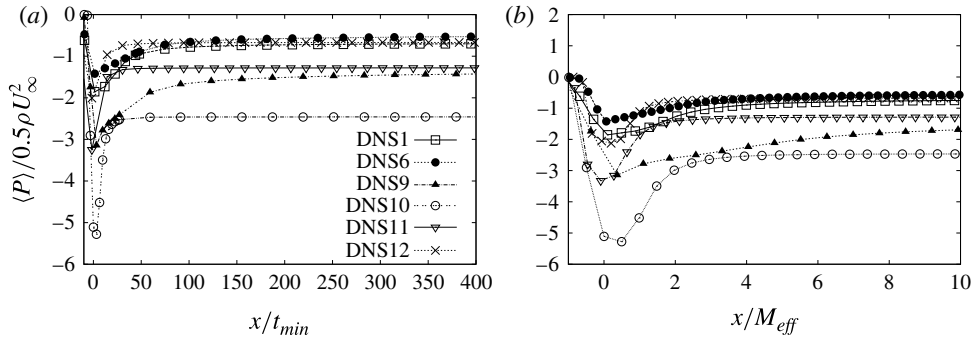 (a)
0
−1
−2
−3
−4
−5
−6
⟨P⟩/0.5ρU²∞
DNS1
DNS6
DNS9
DNS10
DNS11
DNS12
0 50 100 150 200 250 300 350 400
x/t_min
(b)
2
1
0
−1
−2
−3
−4
−5
−6
0 2 4 6 8 10
x/M_eff